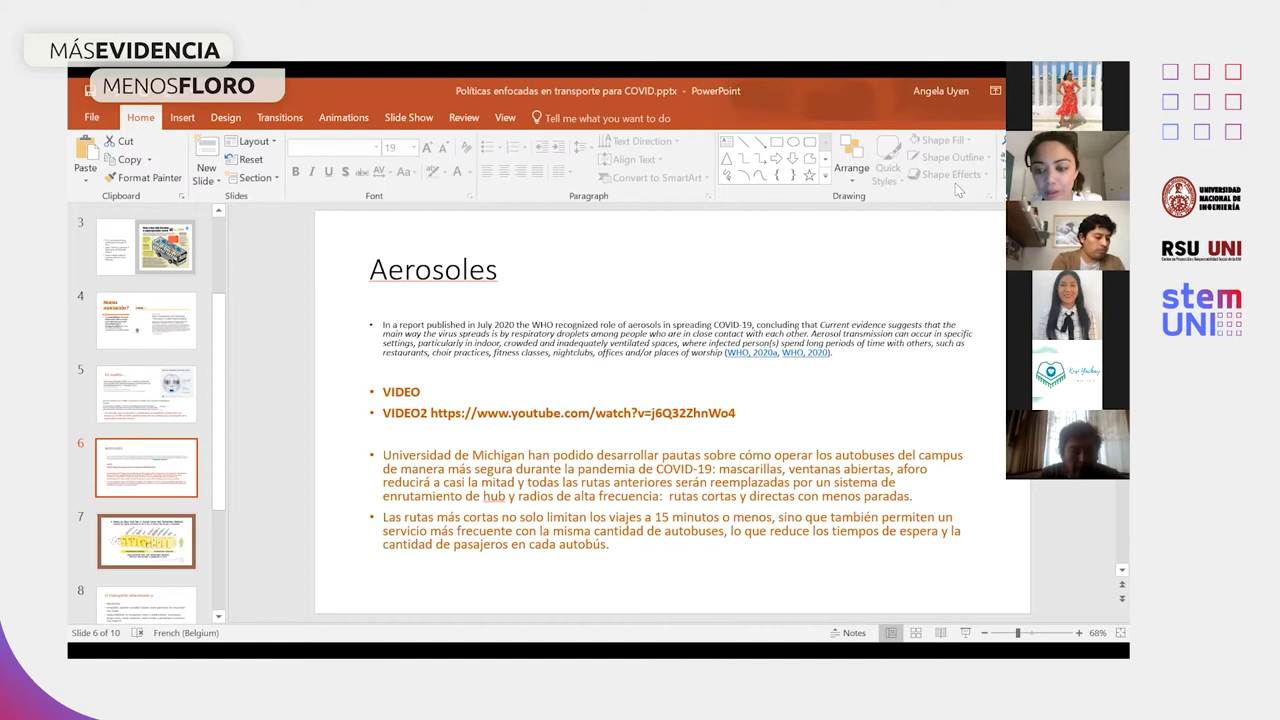 MÁSEVIDENCIA
MENOSFLORO
Políticas enfocadas en transporte para COVID.pptx - PowerPoint
Angela Uyen
File
Home
Insert
Design
Transitions
Animations
Slide Show
Review
View
Tell me what you want to do
Paste
Cut
Copy
Format Painter
Clipboard
New
Slide
Layout
Reset
Section
Slides
19
B I U S abc AV Aa A
Font
Text Direction
Align Text
Convert to SmartArt
Paragraph
Arrange
Quick
Styles
Shape Fill
Shape Outline
Shape Effects
Drawing
3
4
5
6
7
8
Aerosoles
• In a report published in July 2020 the WHO recognized role of aerosols in spreading COVID-19, concluding that Current evidence suggests that the
main way the virus spreads is by respiratory droplets among people who are in close contact with each other. Aerosol transmission can occur in specific
settings, particularly in indoor, crowded and inadequately ventilated spaces, where infected person(s) spend long periods of time with others, such as
restaurants, choir practices, fitness classes, nightclubs, offices and/or places of worship (WHO, 2020a, WHO, 2020).
• VIDEO
• VIDEO2 https://www.youtube.com/watch?v=j6Q32ZhnWo4
• Universidad de Michigan han podido desarrollar pautas sobre cómo operar los autobuses del campus
de manera más segura durante la pandemia de COVID-19: mascarillas, ventanas abiertas, aforo
reducirá a casi la mitad y todas las rutas anteriores serán reemplazadas por un sistema de
enrutamiento de hub y radios de alta frecuencia: rutas cortas y directas con menos paradas.
• Las rutas más cortas no solo limitan los viajes a 15 minutos o menos, sino que también permiten un
servicio más frecuente con la misma cantidad de autobuses, lo que reduce los tiempos de espera y la
cantidad de pasajeros en cada autobús.
Slide 6 of 10
French (Belgium)
Notes
68%
UNIVERSIDAD
NACIONAL DE
INGENIERÍA
RSU UNI
stem
UNI